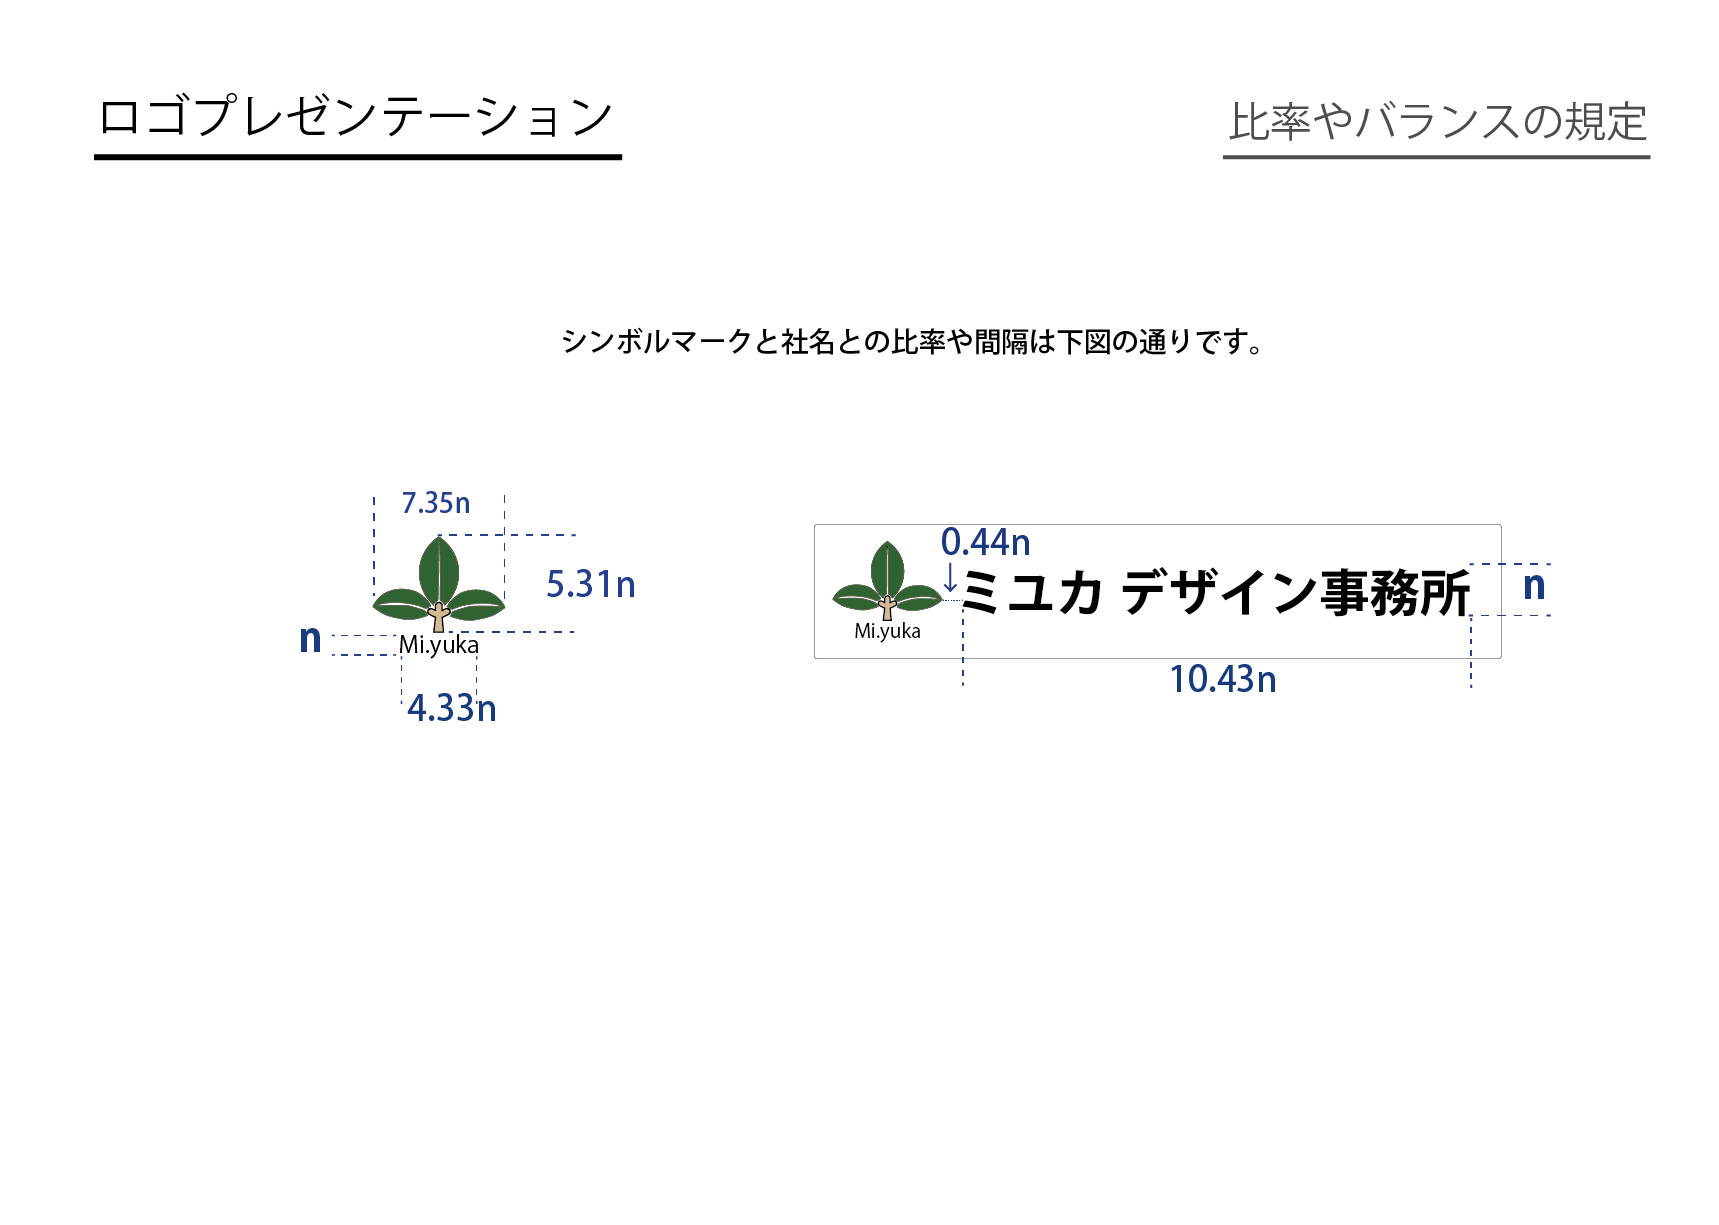 ロゴプレゼンテーション
比率やバランスの規定
シンボルマークと社名との比率や間隔は下図の通りです。
7.35n
5.31n
n
Mi.yuka
4.33n
0.44n
ミユカ デザイン事務所
n
Mi.yuka
10.43n